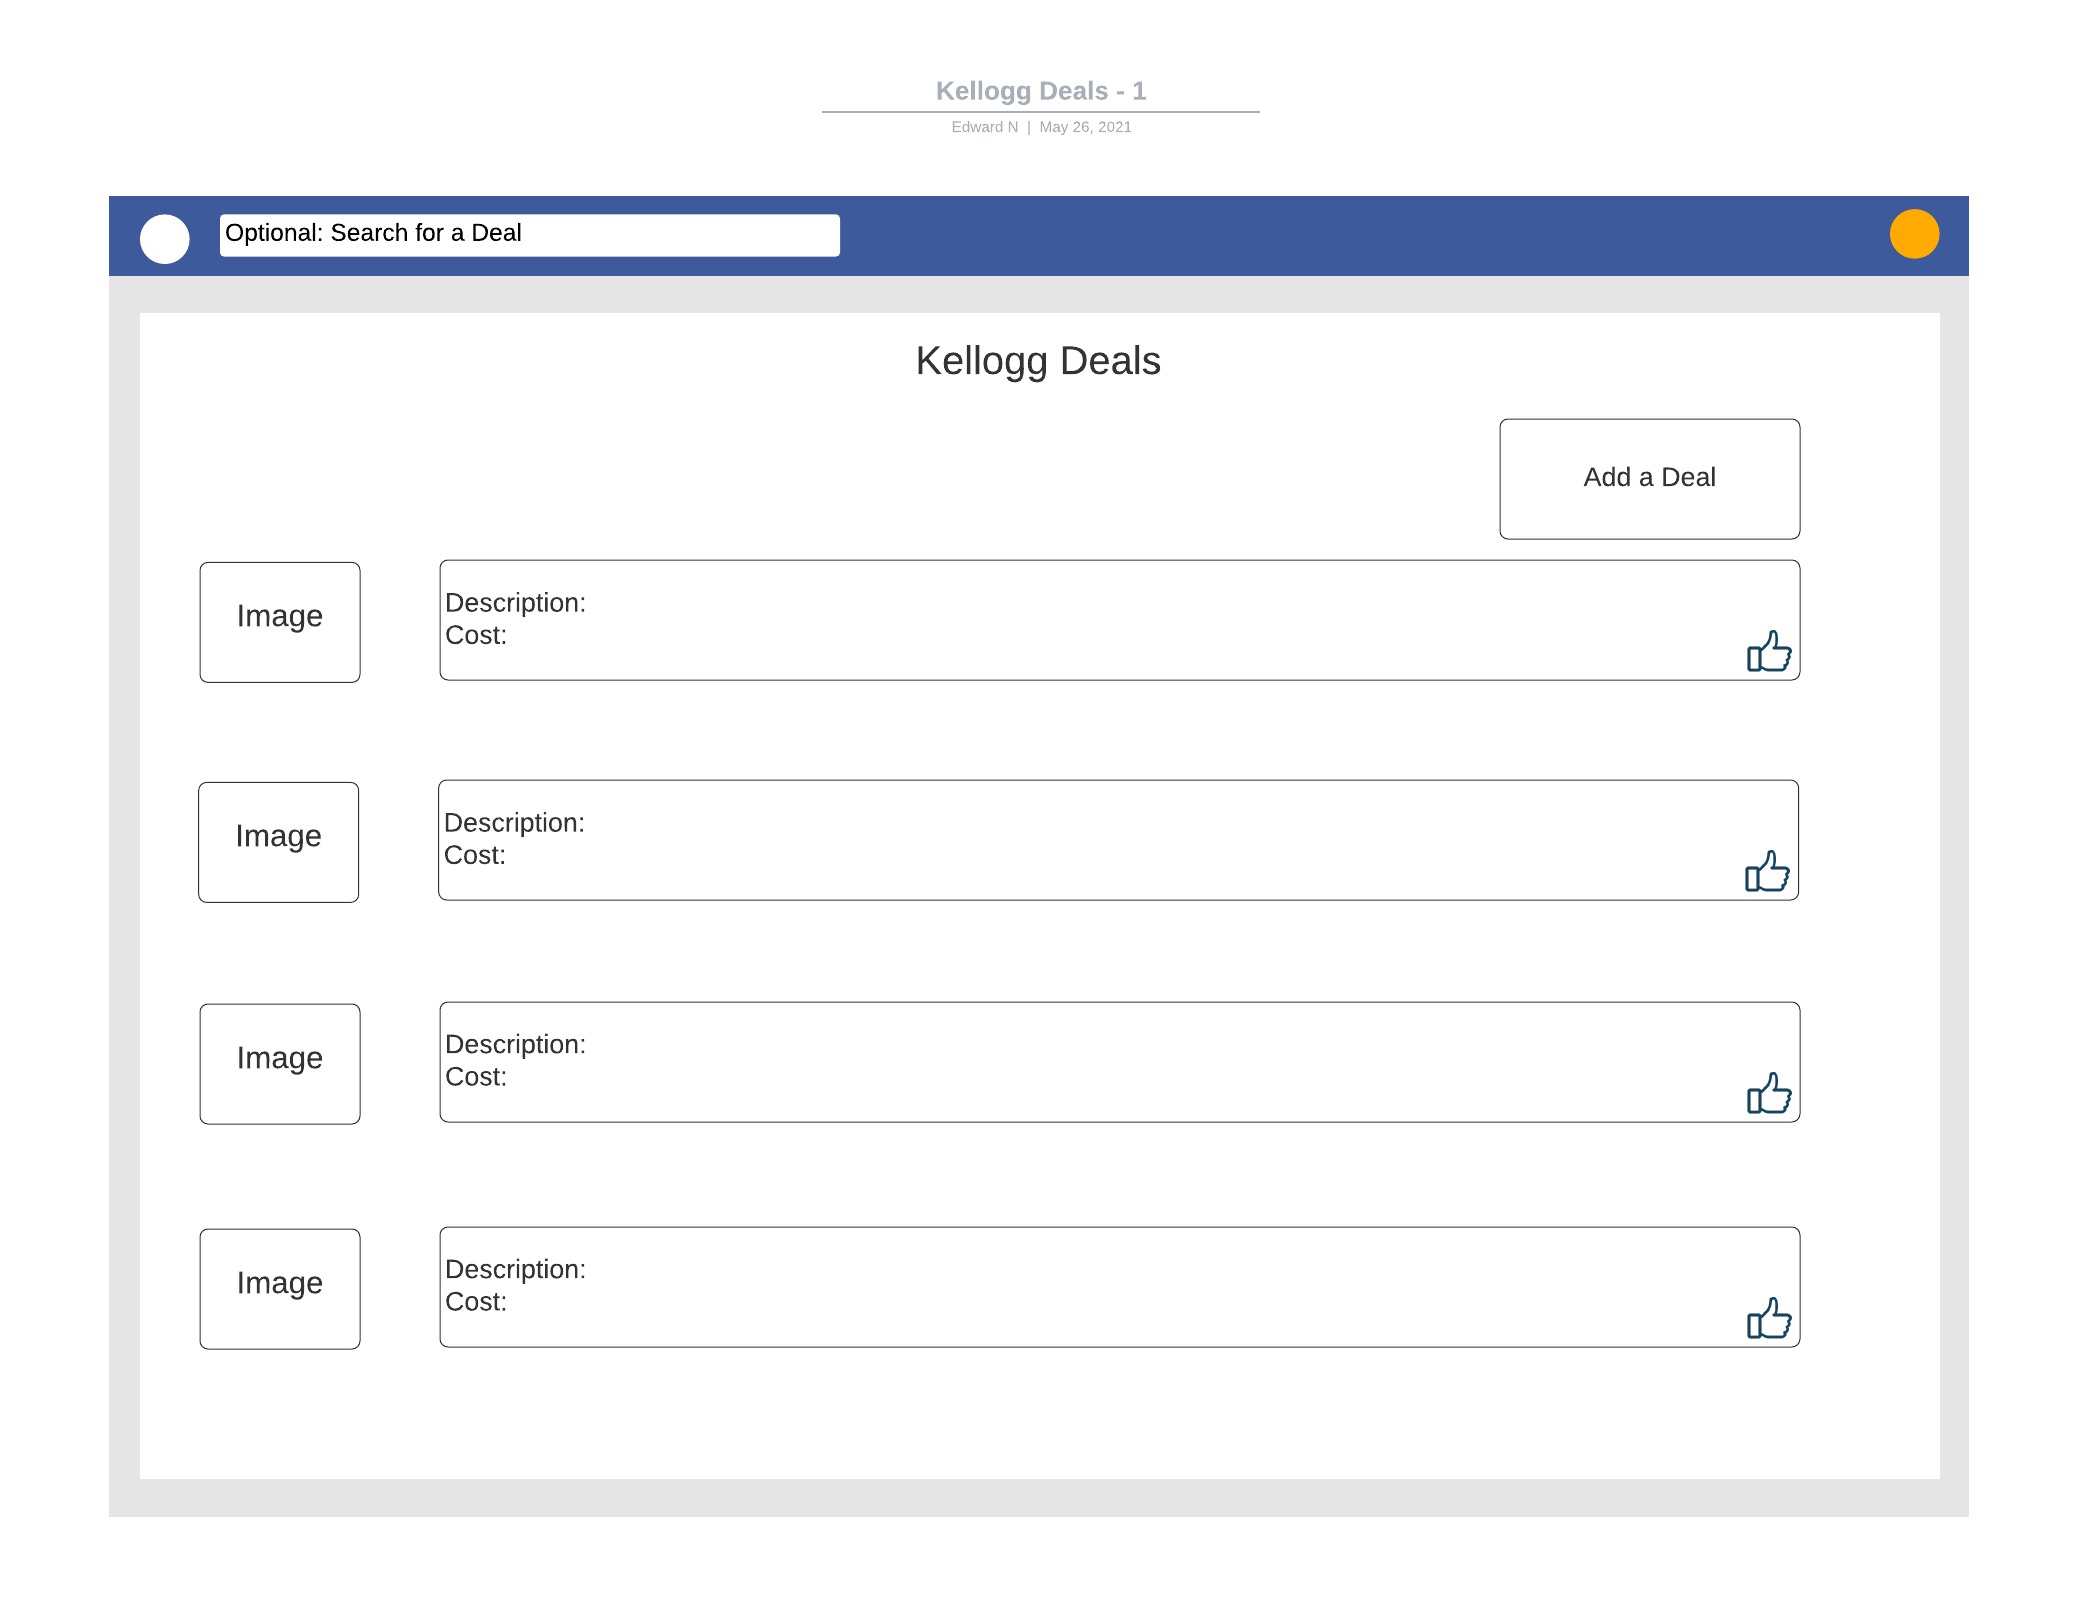 Kellogg Deals - 1
Edward N | May 26, 2021
Optional: Search for a Deal
Kellogg Deals
Add a Deal
Image
Description:
Cost:
Image
Description:
Cost:
Image
Description:
Cost:
Image
Description:
Cost: